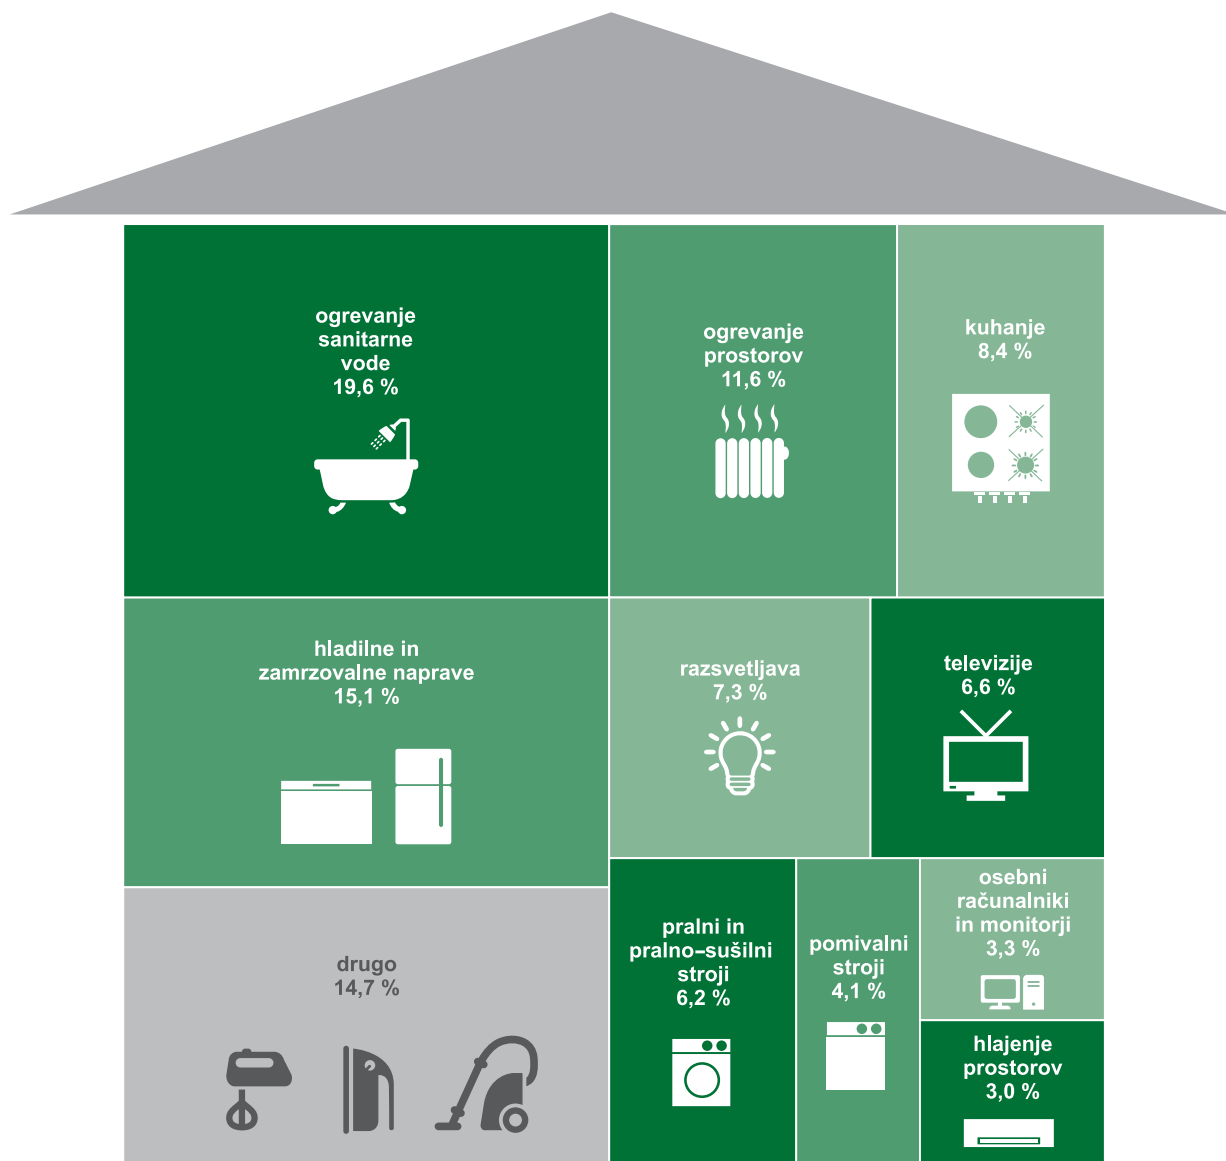 ogrevanje
sanitarne
vode
19,6 %
ogrevanje
prostorov
11,6 %
kuhanje
8,4 %
hladilne in
zamrzovalne naprave
15,1 %
razsvetljava
7,3 %
televizije
6,6 %
drugo
14,7 %
pralni in
pralno–sušilni
stroji
6,2 %
pomivalni
stroji
4,1 %
osebni
računalniki
in monitorji
3,3 %
hlajenje
prostorov
3,0 %